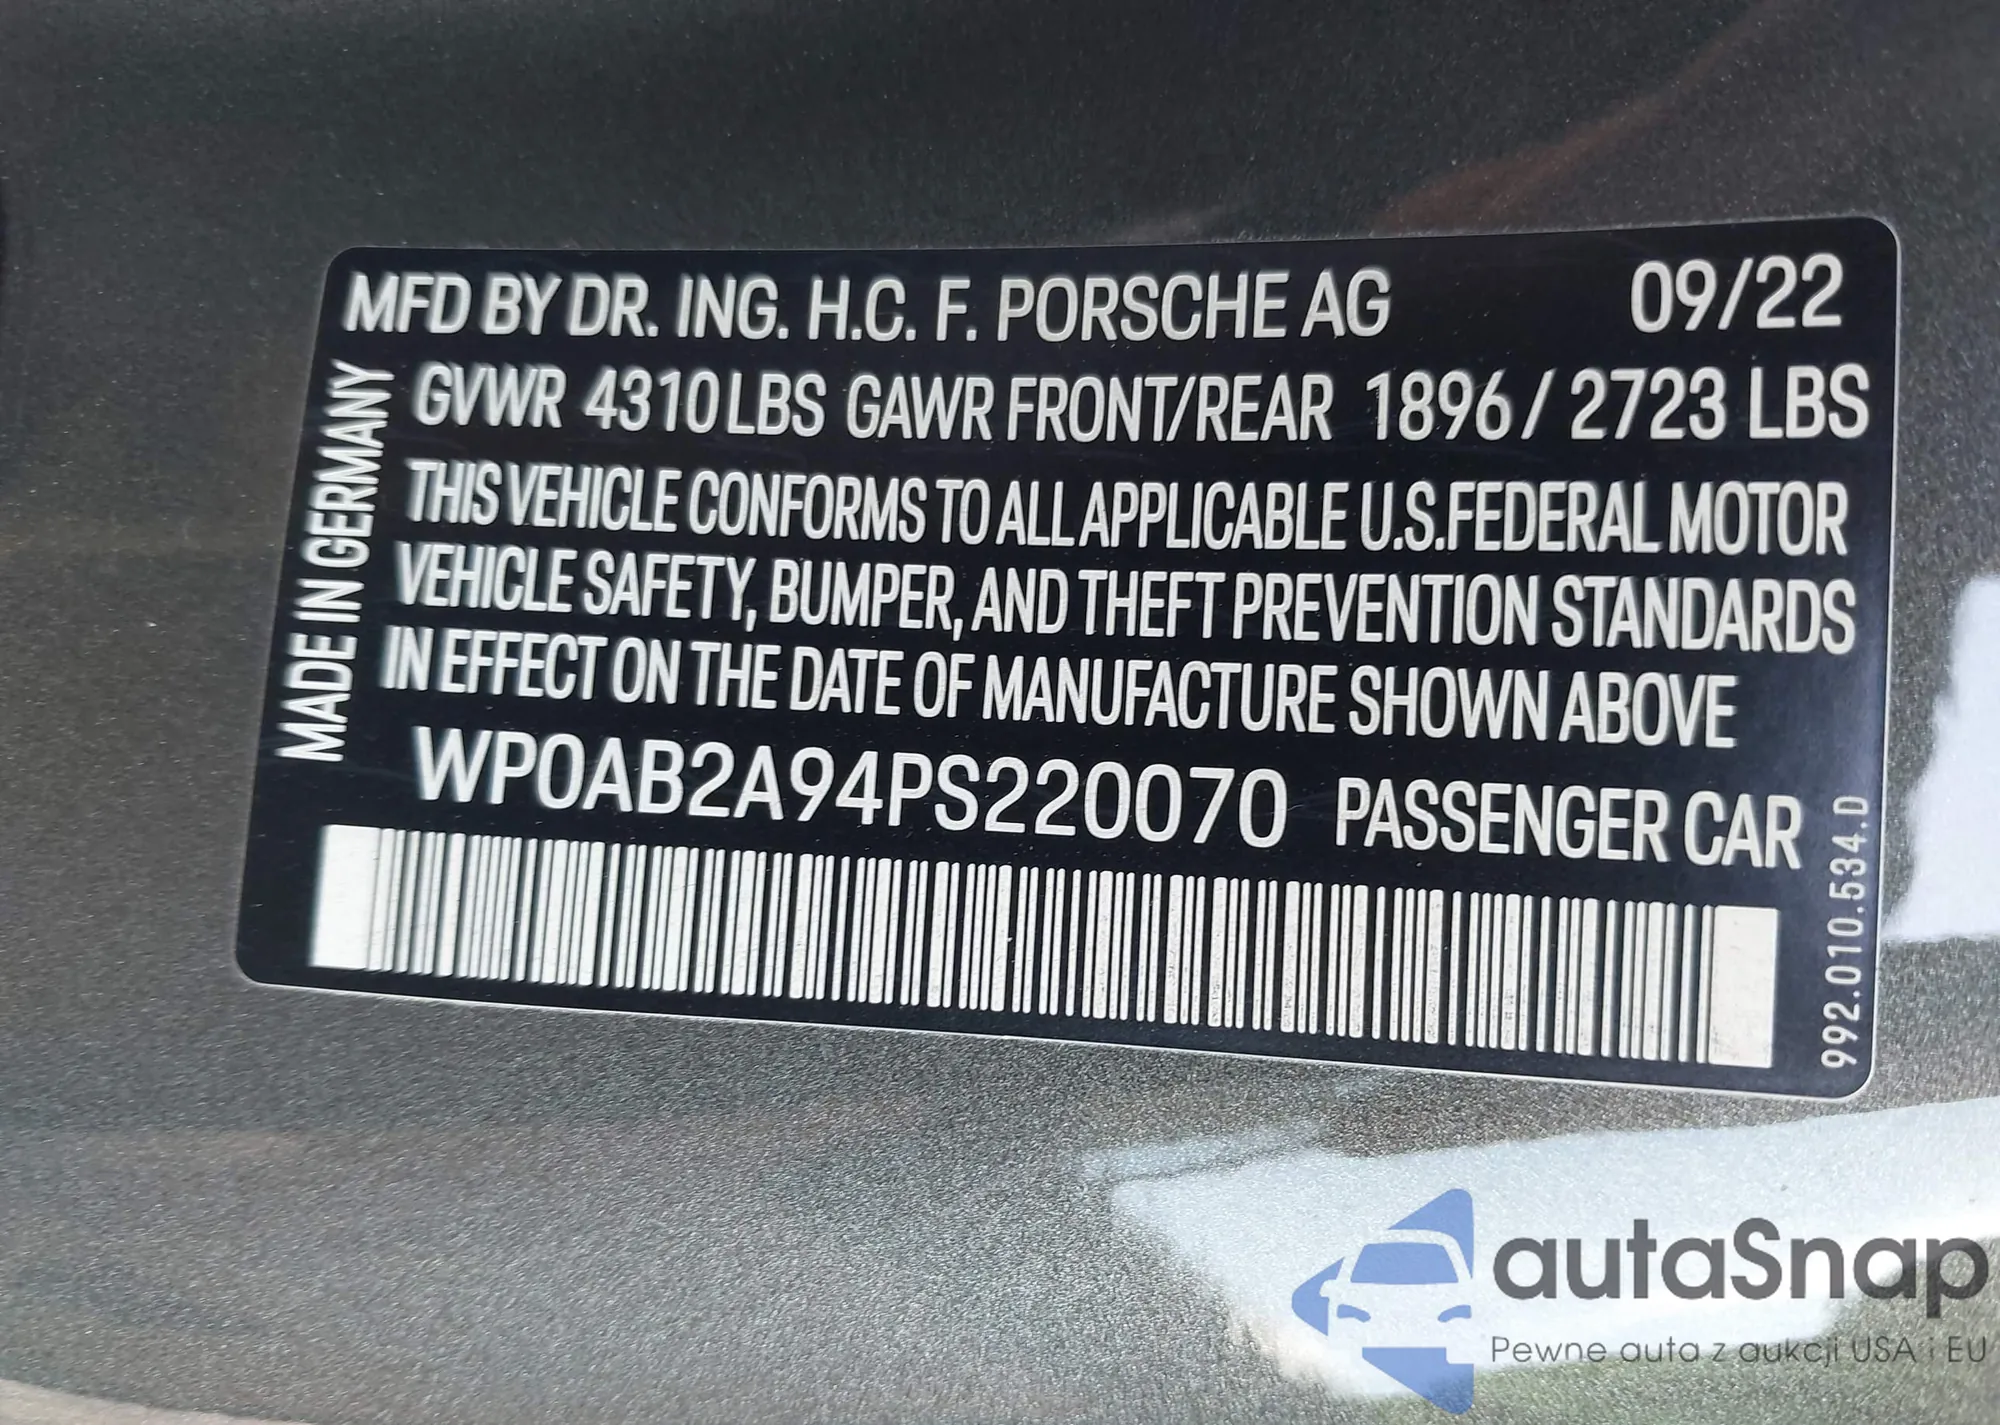 MFD BY DR. ING. H.C. F. PORSCHE AG 09/22
GVWR 4310 LBS GAWR FRONT/REAR 1896 / 2723 LBS
THIS VEHICLE CONFORMS TO ALL APPLICABLE U.S.FEDERAL MOTOR
VEHICLE SAFETY, BUMPER, AND THEFT PREVENTION STANDARDS
IN EFFECT ON THE DATE OF MANUFACTURE SHOWN ABOVE
WP0AB2A94PS220070 PASSENGER CAR
MADE IN GERMANY
992.010.534.D
autaSnap
Pewne auta z aukcji USA i EU